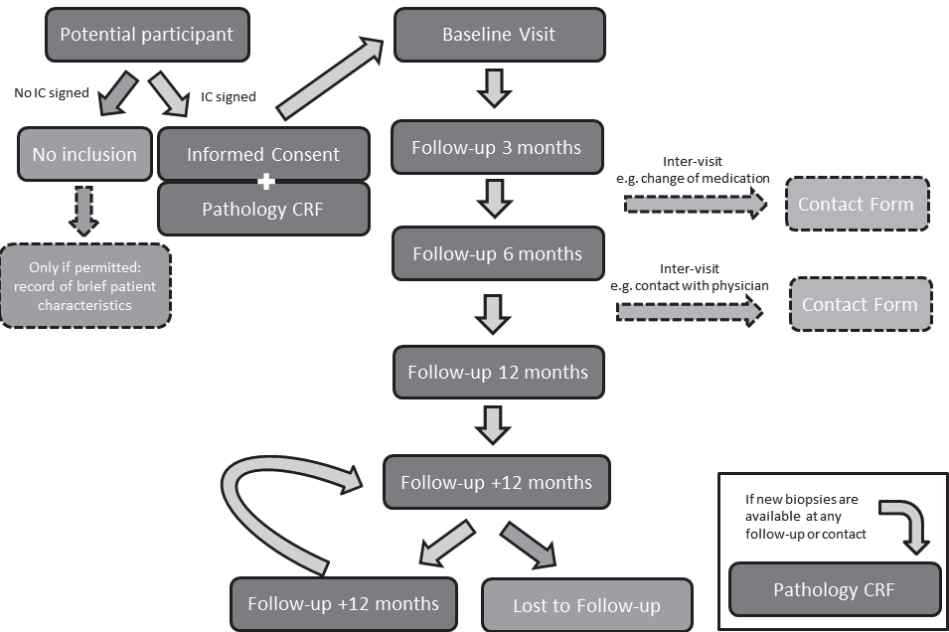 Potential participant
Baseline Visit
No IC signed
IC signed
No inclusion
Informed Consent
Pathology CRF
Only if permitted:
record of brief patient
characteristics
Follow-up 3 months
Inter-visit
e.g. change of medication
Contact Form
Follow-up 6 months
Inter-visit
e.g. contact with physician
Contact Form
Follow-up 12 months
Follow-up +12 months
Follow-up +12 months
Lost to Follow-up
If new biopsies are
available at any
follow-up or contact
Pathology CRF